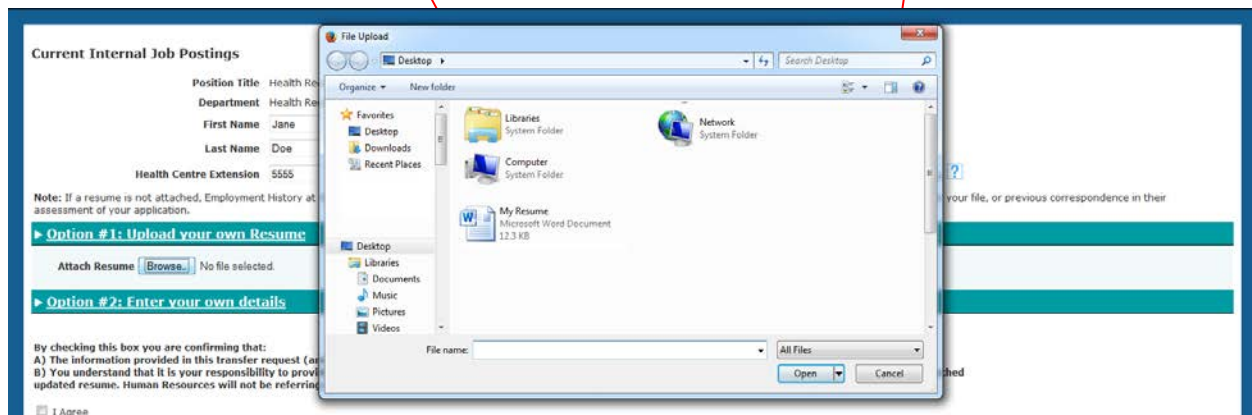 Current Internal Job Postings
Position Title Health Re
Department Health Re
First Name Jane
Last Name Doe
Health Centre Extension 5555
?
Note: If a resume is not attached, Employment History at
your file, or previous correspondence in their
assessment of your application.
▶ Option #1: Upload your own Resume
Attach Resume Browse.. No file selected.
▶ Option #2: Enter your own details
By checking this box you are confirming that:
A) The information provided in this transfer request (an
B) You understand that it is your responsibility to provi
ched
updated resume. Human Resources will not be referring
I Agree
File Upload
Desktop
Search Desktop
Organize
New folder
Favorites
Desktop
Downloads
Recent Places
Desktop
Libraries
Documents
Music
Pictures
Videos
Libraries
System Folder
Network
System Folder
Computer
System Folder
My Resume
Microsoft Word Document
12.3 KB
File name:
All Files
Open
Cancel